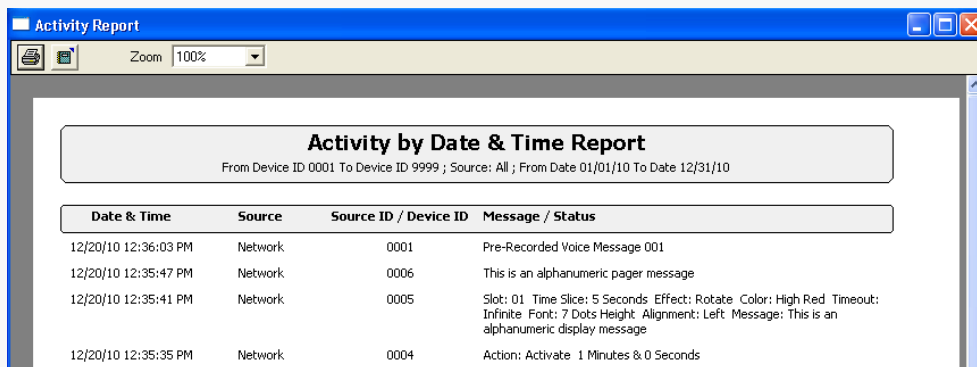 Activity Report
Zoom 100%
Activity by Date & Time Report
From Device ID 0001 To Device ID 9999 ; Source: All ; From Date 01/01/10 To Date 12/31/10
Date & Time Source Source ID / Device ID Message / Status
12/20/10 12:36:03 PM Network 0001 Pre-Recorded Voice Message 001
12/20/10 12:35:47 PM Network 0006 This is an alphanumeric pager message
12/20/10 12:35:41 PM Network 0005 Slot: 01 Time Slice: 5 Seconds Effect: Rotate Color: High Red Timeout:
Infinite Font: 7 Dots Height Alignment: Left Message: This is an
alphanumeric display message
12/20/10 12:35:35 PM Network 0004 Action: Activate 1 Minutes & 0 Seconds